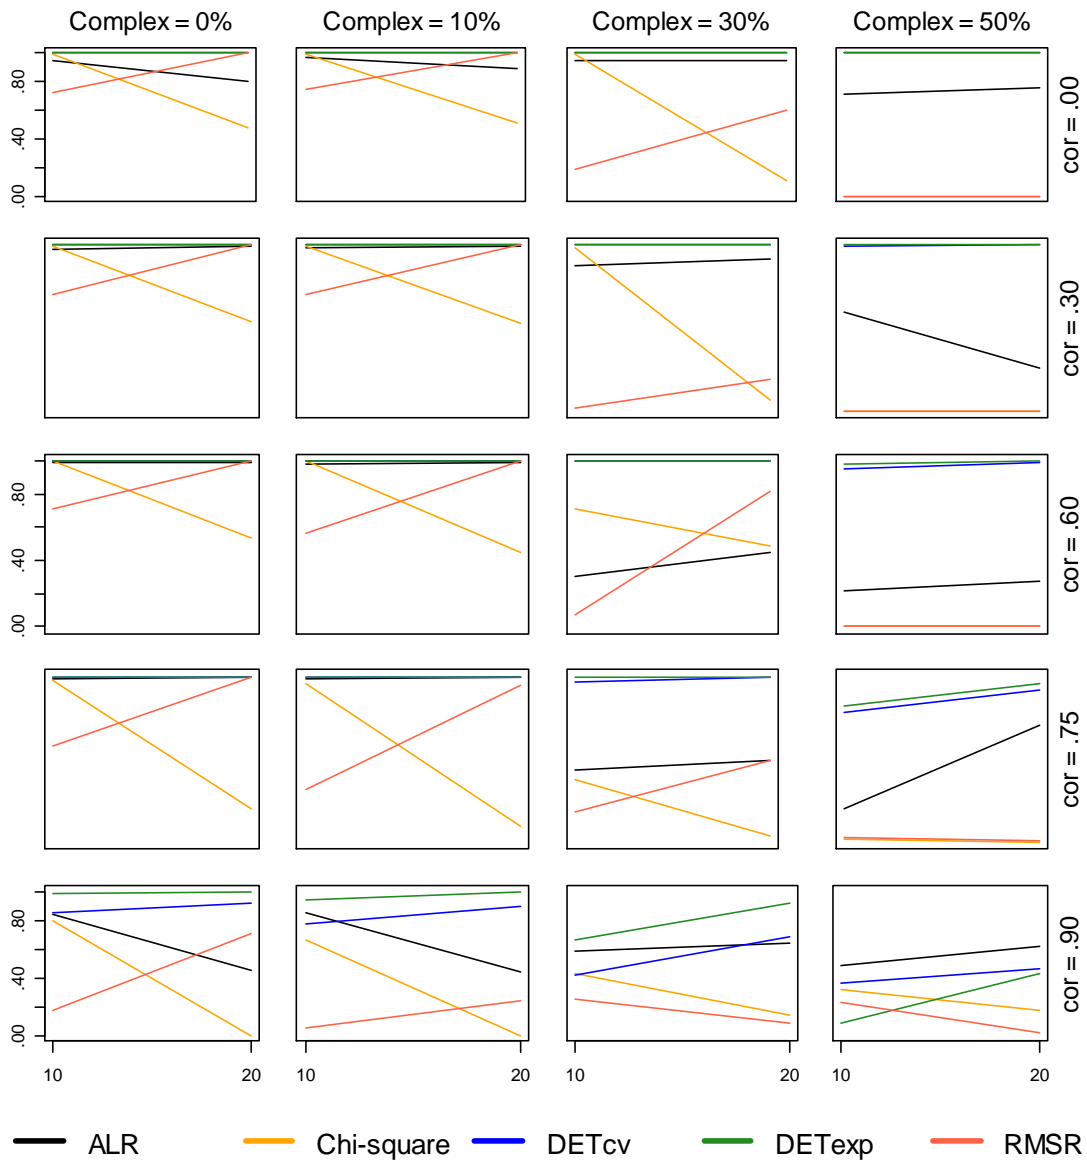 Complex = 0% Complex = 10% Complex = 30% Complex = 50%
.80
.40
.00
cor = .00
cor = .30
.80
.40
.00
cor = .60
cor = .75
.80
.40
.00
cor = .90
10 20 10 20 10 20 10 20
ALR Chi-square DETcv DETexp RMSR